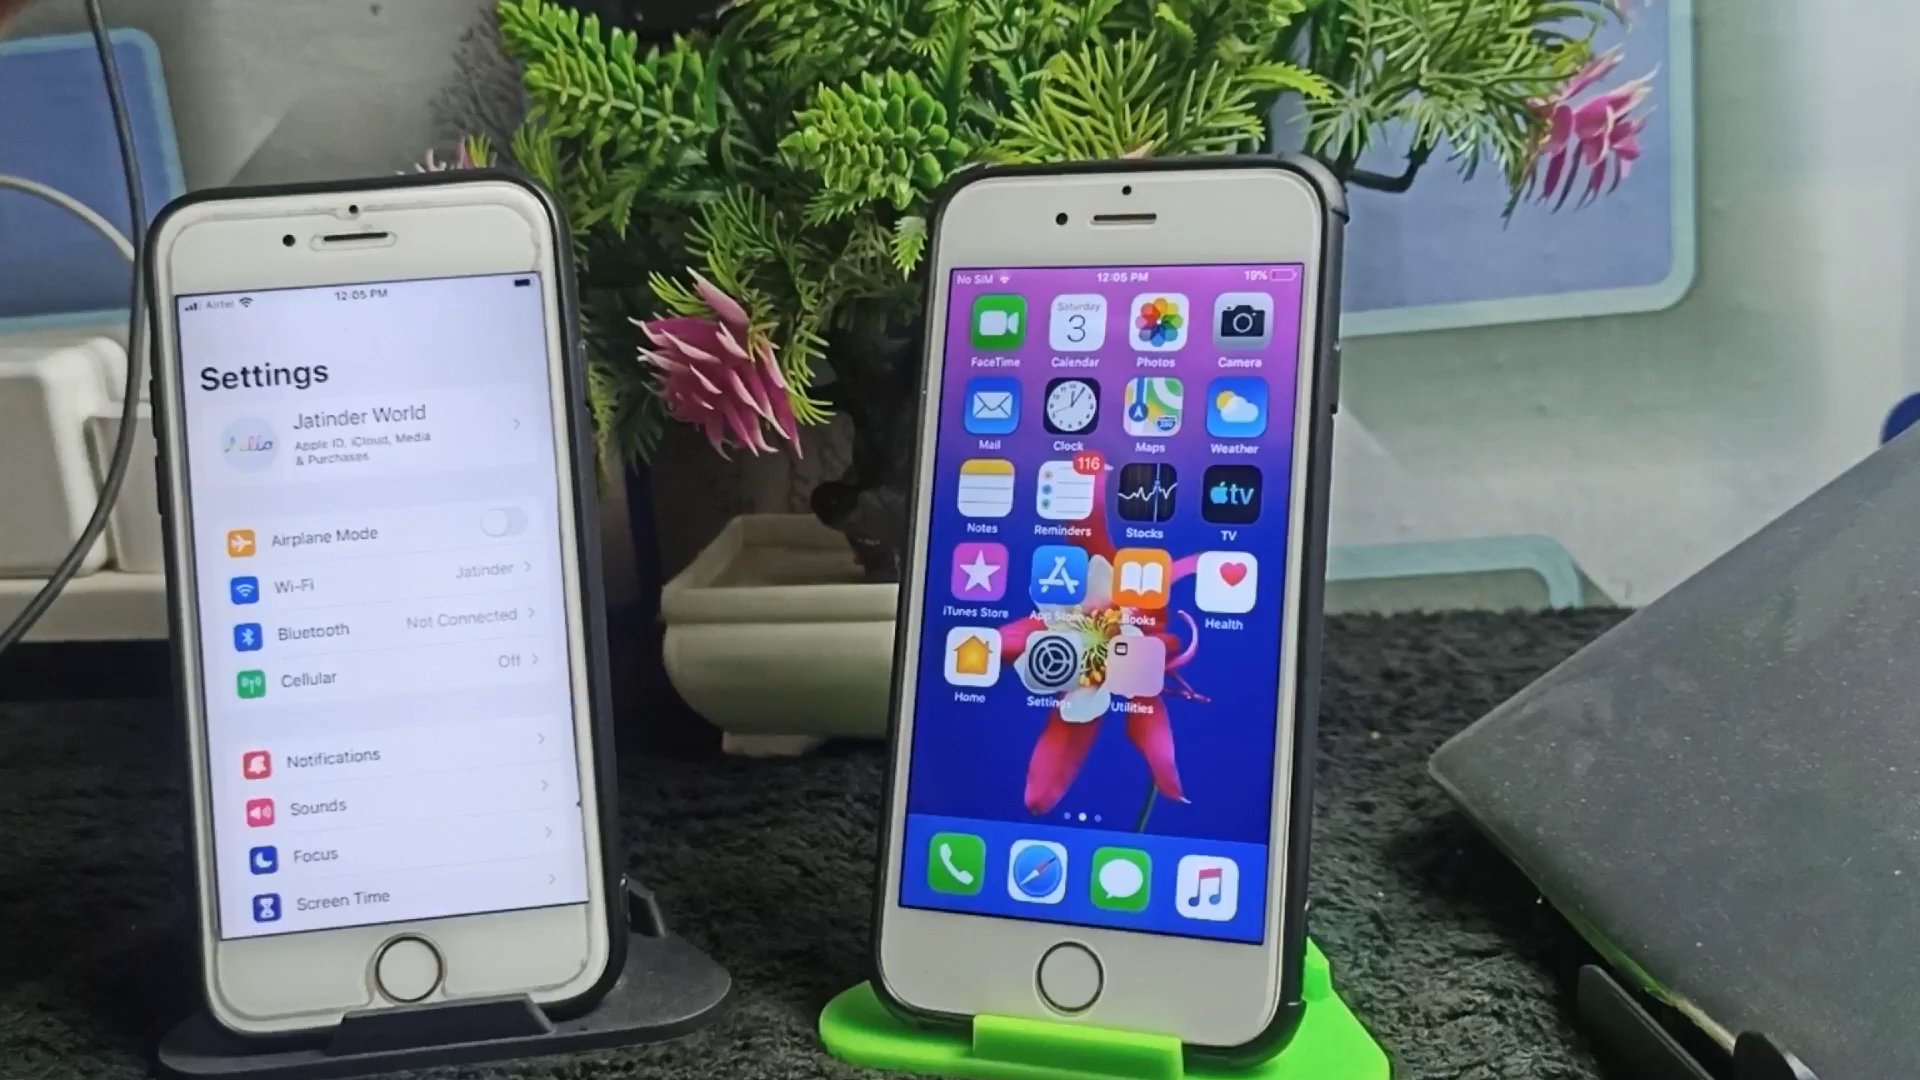 Airtel
12:05 PM
Settings
hello
Jatinder World
Apple ID, iCloud, Media
& Purchases
Airplane Mode
Wi-Fi
Jatinder
Bluetooth
Not Connected
Cellular
Off
Notifications
Sounds
Focus
Screen Time
No SIM
12:05 PM
19%
Saturday
3
FaceTime
Calendar
Photos
Camera
Mail
Clock
Maps
Weather
116
tv
Notes
Reminders
Stocks
TV
iTunes Store
App Store
Books
Health
Home
Settings
Utilities